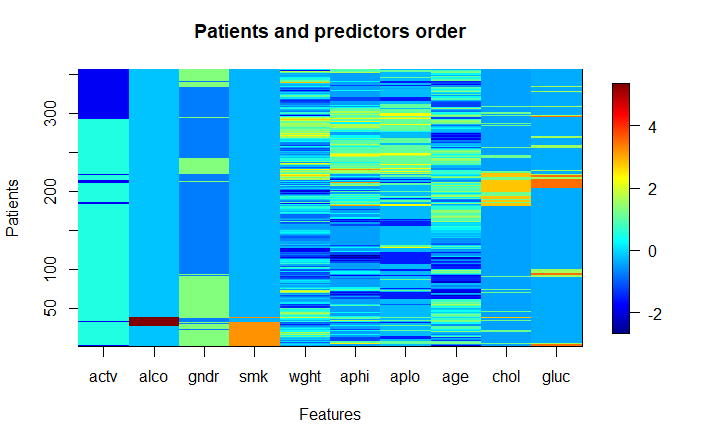 Patients and predictors order
Patients
300
200
100
50
4
2
0
-2
actv alco gndr smk wght aphi aplo age chol gluc
Features